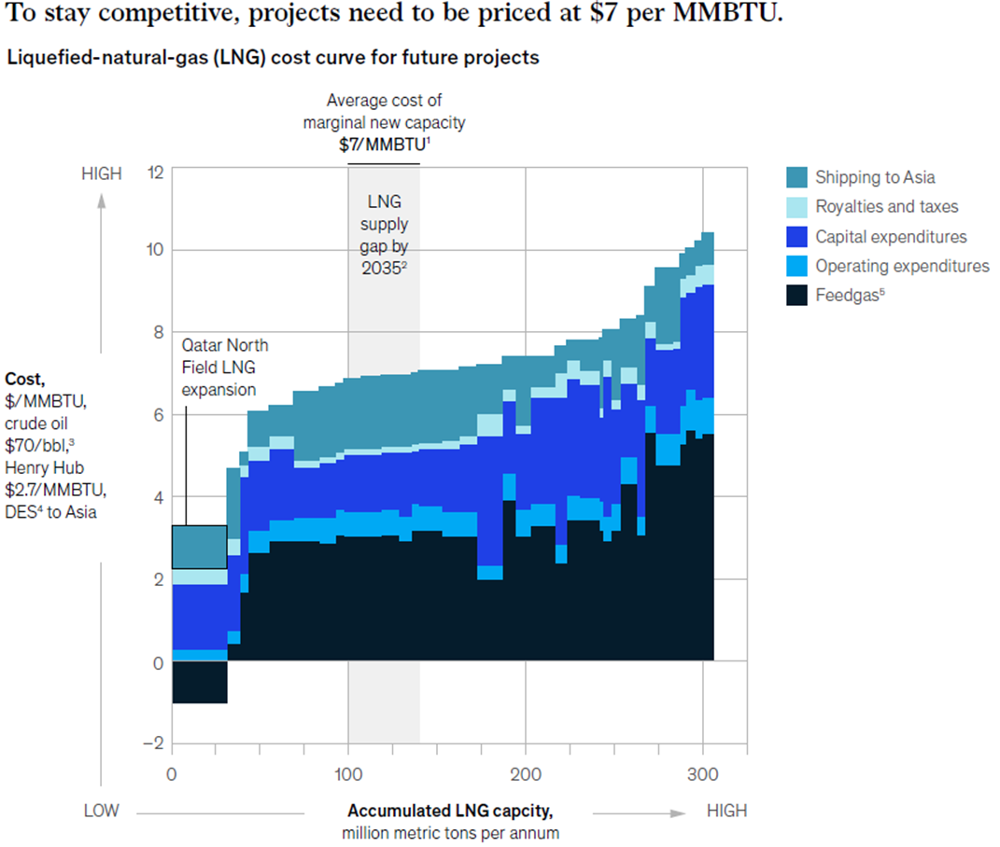 To stay competitive, projects need to be priced at $7 per MMBTU.
Liquefied-natural-gas (LNG) cost curve for future projects
Average cost of
marginal new capacity
$7/MMBTU¹
HIGH
12
LNG
supply
gap by
2035²
10
8
6
4
2
0
−2
Qatar North
Field LNG
expansion
Cost,
$/MMBTU,
crude oil
$70/bbl,³
Henry Hub
$2.7/MMBTU,
DES⁴ to Asia
Shipping to Asia
Royalties and taxes
Capital expenditures
Operating expenditures
Feedgas⁵
0
100
200
300
LOW
Accumulated LNG capcity,
million metric tons per annum
HIGH